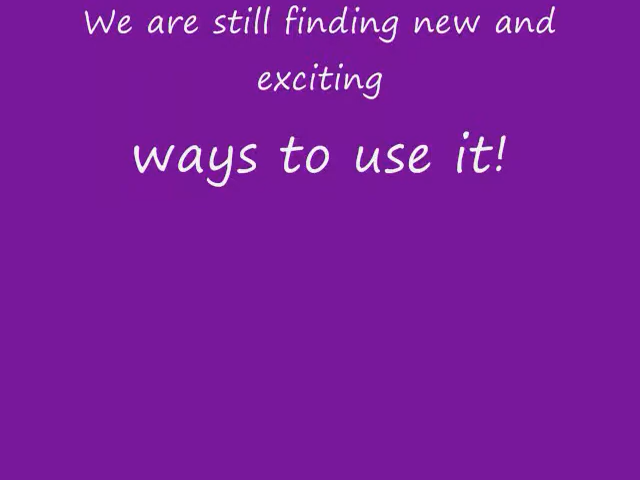 We are still finding new and
exciting
ways to use it!